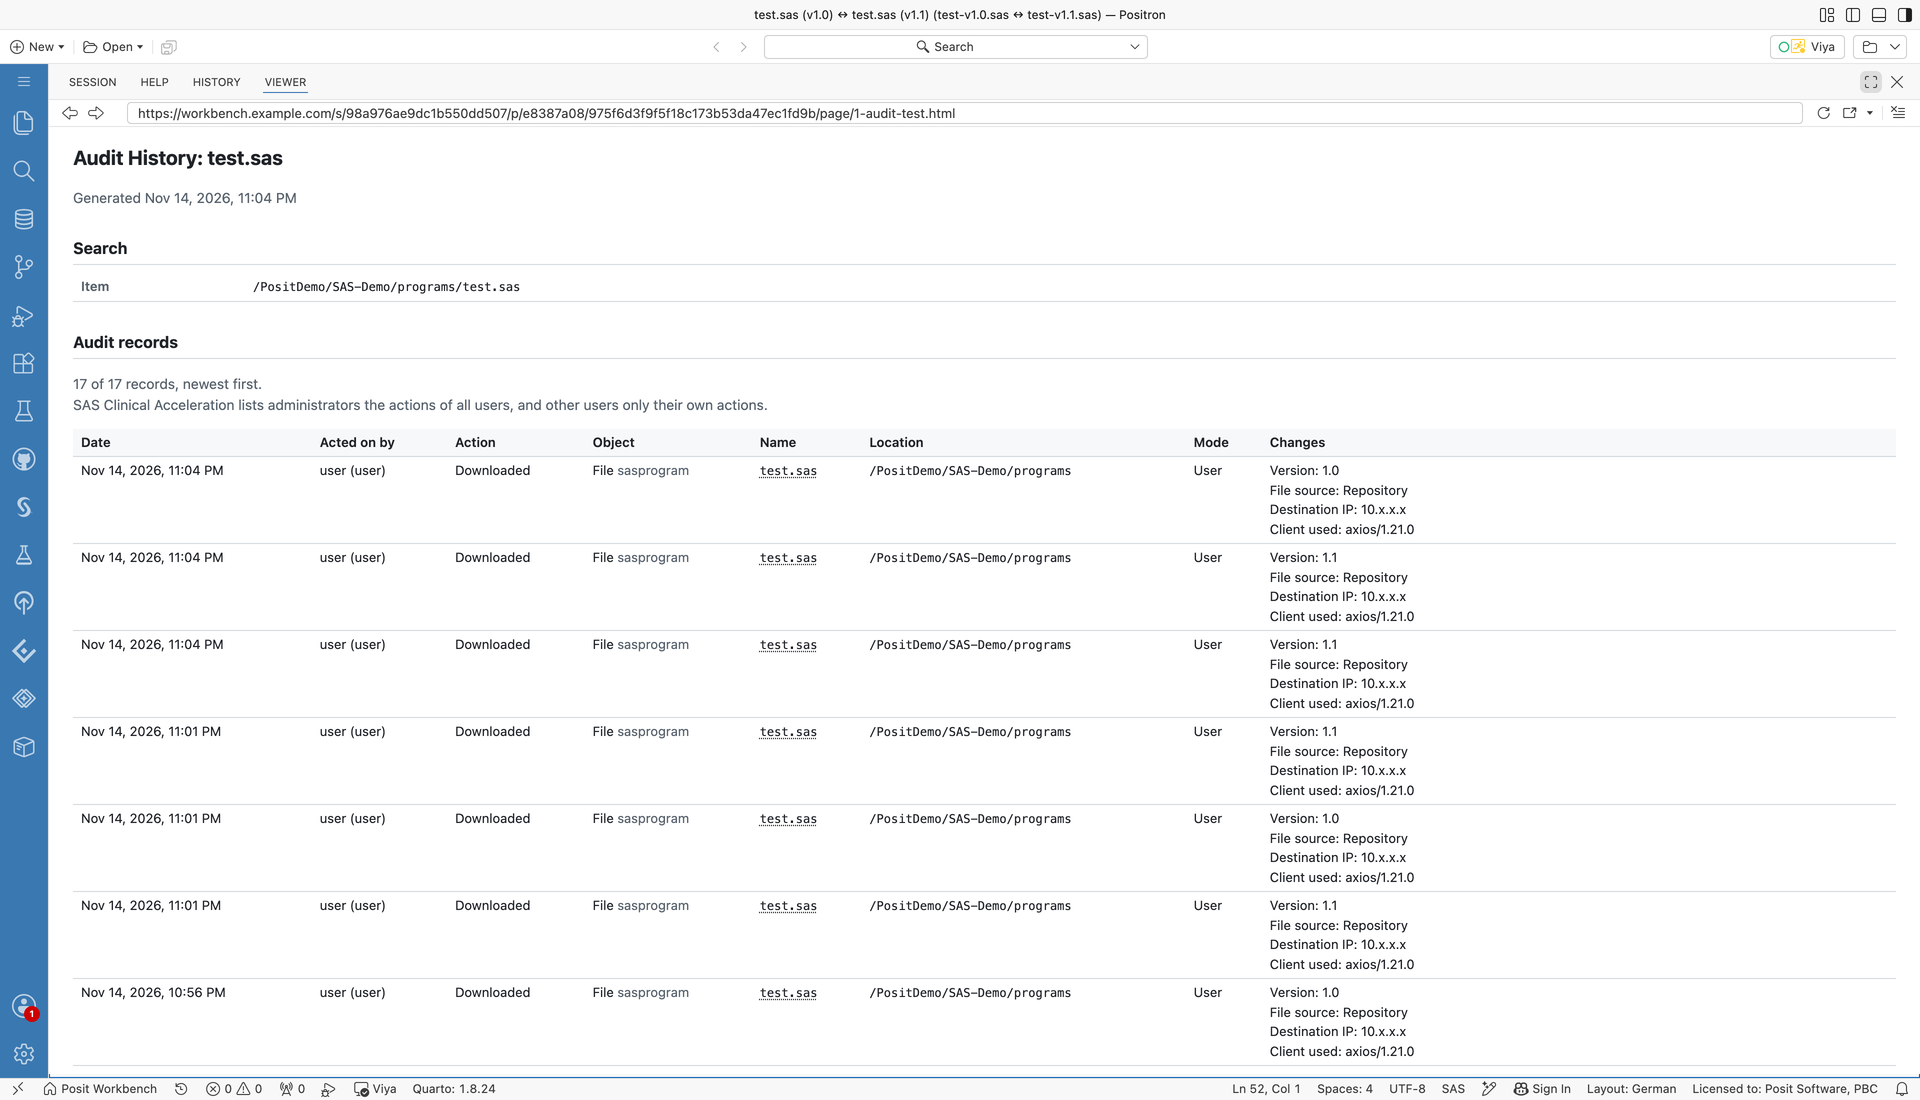 test.sas (v1.0) ↔ test.sas (v1.1) (test-v1.0.sas ↔ test-v1.1.sas) — Positron
New
Open
Search
Viya
SESSION
HELP
HISTORY
VIEWER
https://workbench.example.com/s/98a976ae9dc1b550dd507/p/e8387a08/975f6d3f9f5f18c173b53da47ec1fd9b/page/1-audit-test.html
Audit History: test.sas
Generated Nov 14, 2026, 11:04 PM
Search
Item /PositDemo/SAS-Demo/programs/test.sas
Audit records
17 of 17 records, newest first.
SAS Clinical Acceleration lists administrators the actions of all users, and other users only their own actions.
Date Acted on by Action Object Name Location Mode Changes
Nov 14, 2026, 11:04 PM user (user) Downloaded File sasprogram test.sas /PositDemo/SAS-Demo/programs User Version: 1.0
File source: Repository
Destination IP: 10.x.x.x
Client used: axios/1.21.0
Nov 14, 2026, 11:04 PM user (user) Downloaded File sasprogram test.sas /PositDemo/SAS-Demo/programs User Version: 1.1
File source: Repository
Destination IP: 10.x.x.x
Client used: axios/1.21.0
Nov 14, 2026, 11:04 PM user (user) Downloaded File sasprogram test.sas /PositDemo/SAS-Demo/programs User Version: 1.1
File source: Repository
Destination IP: 10.x.x.x
Client used: axios/1.21.0
Nov 14, 2026, 11:01 PM user (user) Downloaded File sasprogram test.sas /PositDemo/SAS-Demo/programs User Version: 1.1
File source: Repository
Destination IP: 10.x.x.x
Client used: axios/1.21.0
Nov 14, 2026, 11:01 PM user (user) Downloaded File sasprogram test.sas /PositDemo/SAS-Demo/programs User Version: 1.0
File source: Repository
Destination IP: 10.x.x.x
Client used: axios/1.21.0
Nov 14, 2026, 11:01 PM user (user) Downloaded File sasprogram test.sas /PositDemo/SAS-Demo/programs User Version: 1.1
File source: Repository
Destination IP: 10.x.x.x
Client used: axios/1.21.0
Nov 14, 2026, 10:56 PM user (user) Downloaded File sasprogram test.sas /PositDemo/SAS-Demo/programs User Version: 1.0
File source: Repository
Destination IP: 10.x.x.x
Client used: axios/1.21.0
1
Posit Workbench 0 0 0 Viya Quarto: 1.8.24 Ln 52, Col 1 Spaces: 4 UTF-8 SAS Sign In Layout: German Licensed to: Posit Software, PBC